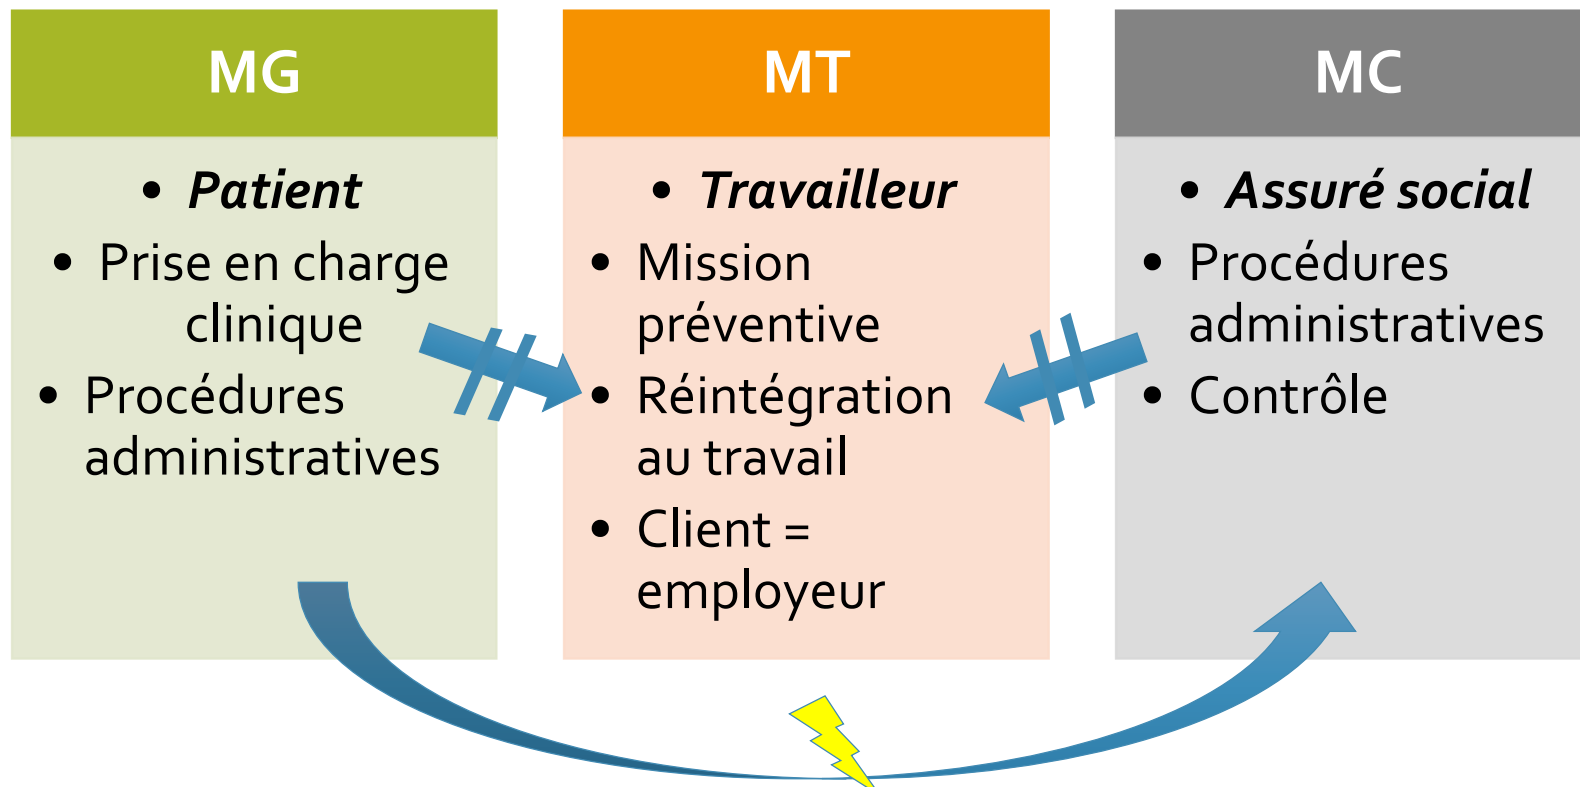 MG
• Patient
• Prise en charge
clinique
• Procédures
administratives
MT
• Travailleur
• Mission
préventive
• Réintégration
au travail
• Client =
employeur
MC
• Assuré social
• Procédures
administratives
• Contrôle